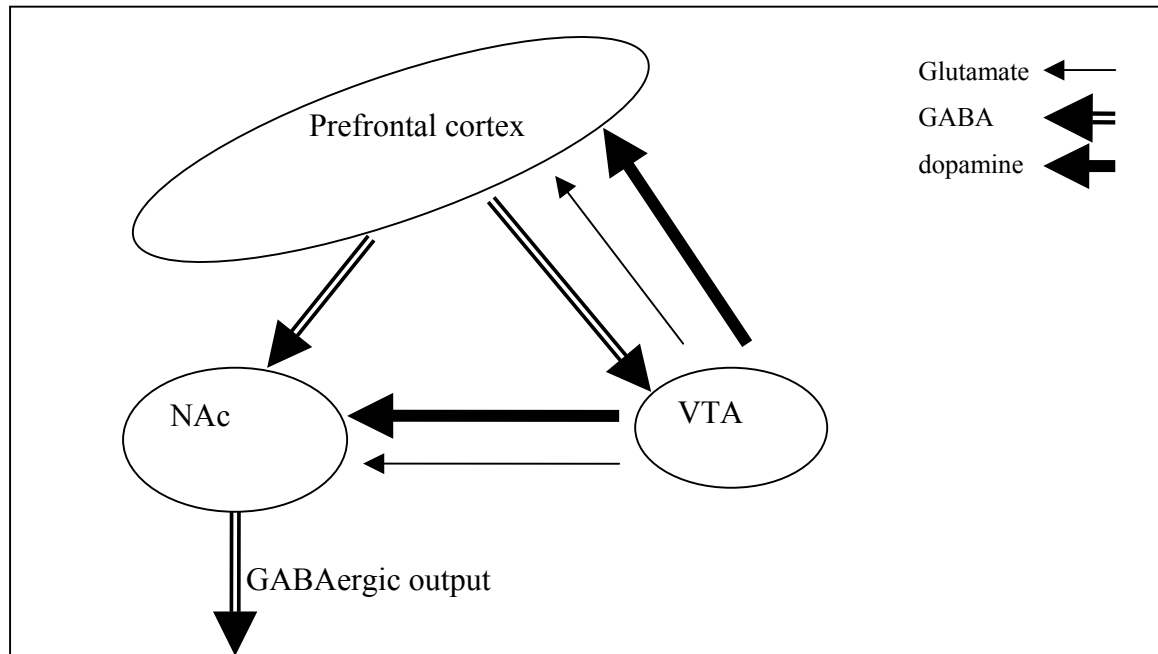 Prefrontal cortex
Glutamate
GABA
dopamine
NAc
VTA
GABAergic output